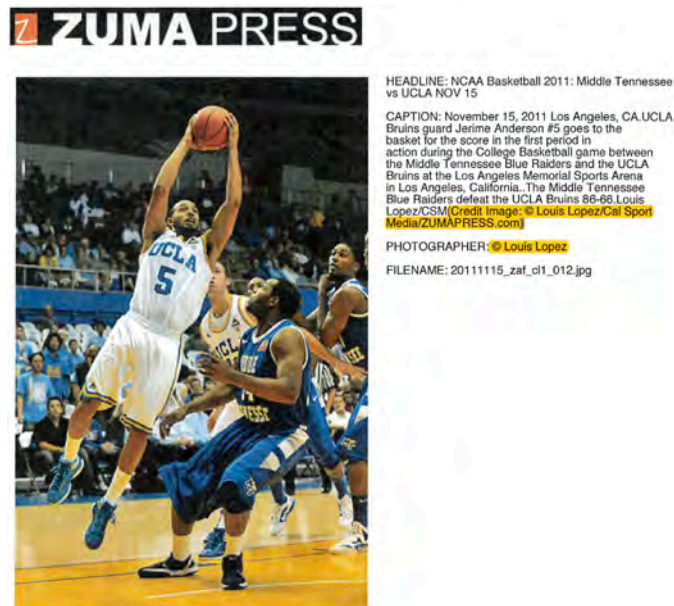 Z ZUMA PRESS
HEADLINE: NCAA Basketball 2011: Middle Tennessee
vs UCLA NOV 15
CAPTION: November 15, 2011 Los Angeles, CA.UCLA
Bruins guard Jerime Anderson #5 goes to the
basket for the score in the first period in
action during the College Basketball game between
the Middle Tennessee Blue Raiders and the UCLA
Bruins at the Los Angeles Memorial Sports Arena
in Los Angeles, California..The Middle Tennessee
Blue Raiders defeat the UCLA Bruins 86-66.Louis
Lopez/CSM(Credit Image: © Louis Lopez/Cal Sport
Media/ZUMAPRESS.com)
PHOTOGRAPHER: © Louis Lopez
FILENAME: 20111115_zaf_cl1_012.jpg
UCLA
5
UCL